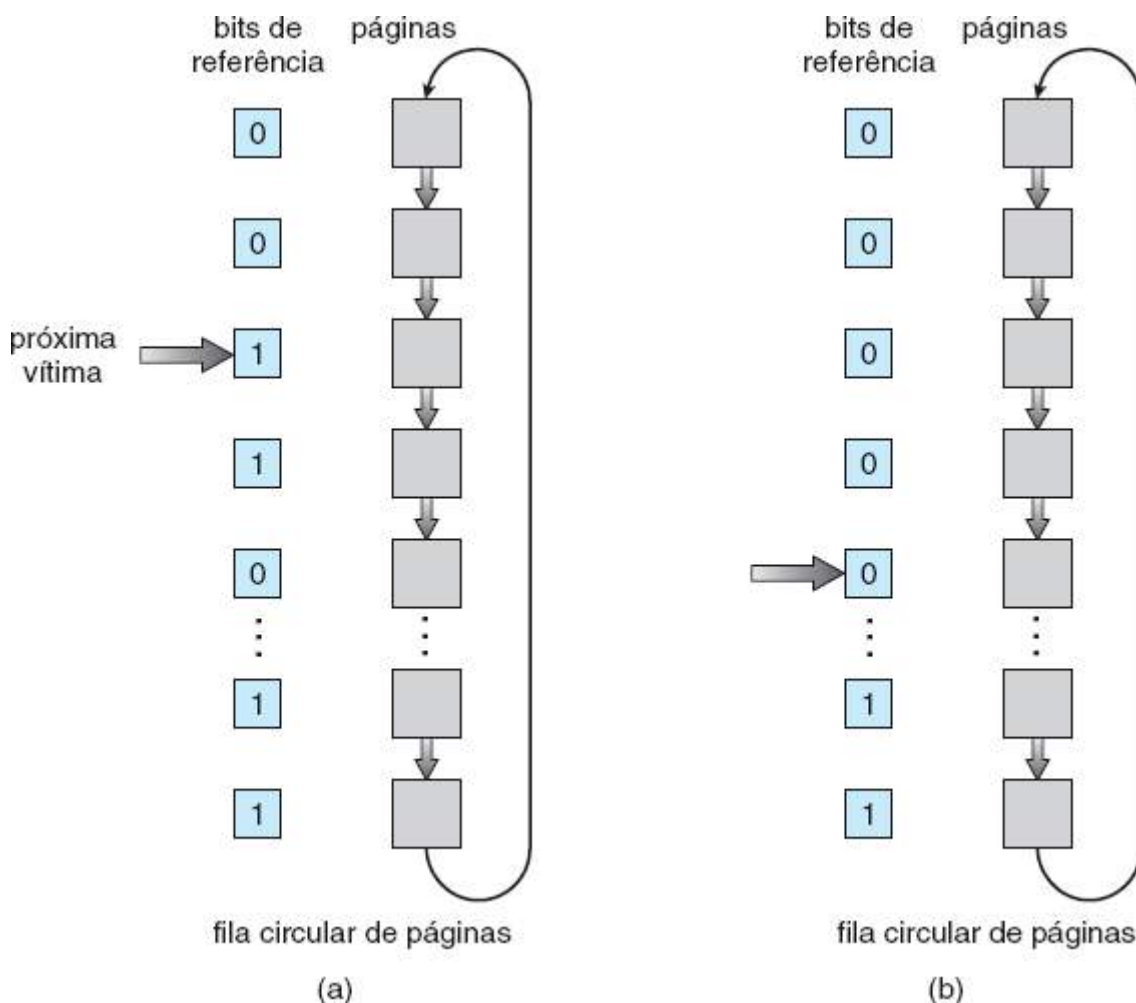 bits de
referência
páginas
0
0
próxima
vítima
1
1
0
1
1
fila circular de páginas
(a)
bits de
referência
páginas
0
0
0
0
0
1
1
fila circular de páginas
(b)